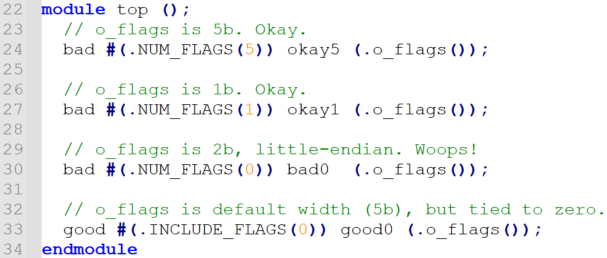 22 module top ();
23   // o_flags is 5b. Okay.
24   bad #(.NUM_FLAGS(5)) okay5 (.o_flags());
25
26   // o_flags is 1b. Okay.
27   bad #(.NUM_FLAGS(1)) okay1 (.o_flags());
28
29   // o_flags is 2b, little-endian. Woops!
30   bad #(.NUM_FLAGS(0)) bad0  (.o_flags());
31
32   // o_flags is default width (5b), but tied to zero.
33   good #(.INCLUDE_FLAGS(0)) good0 (.o_flags());
34 endmodule